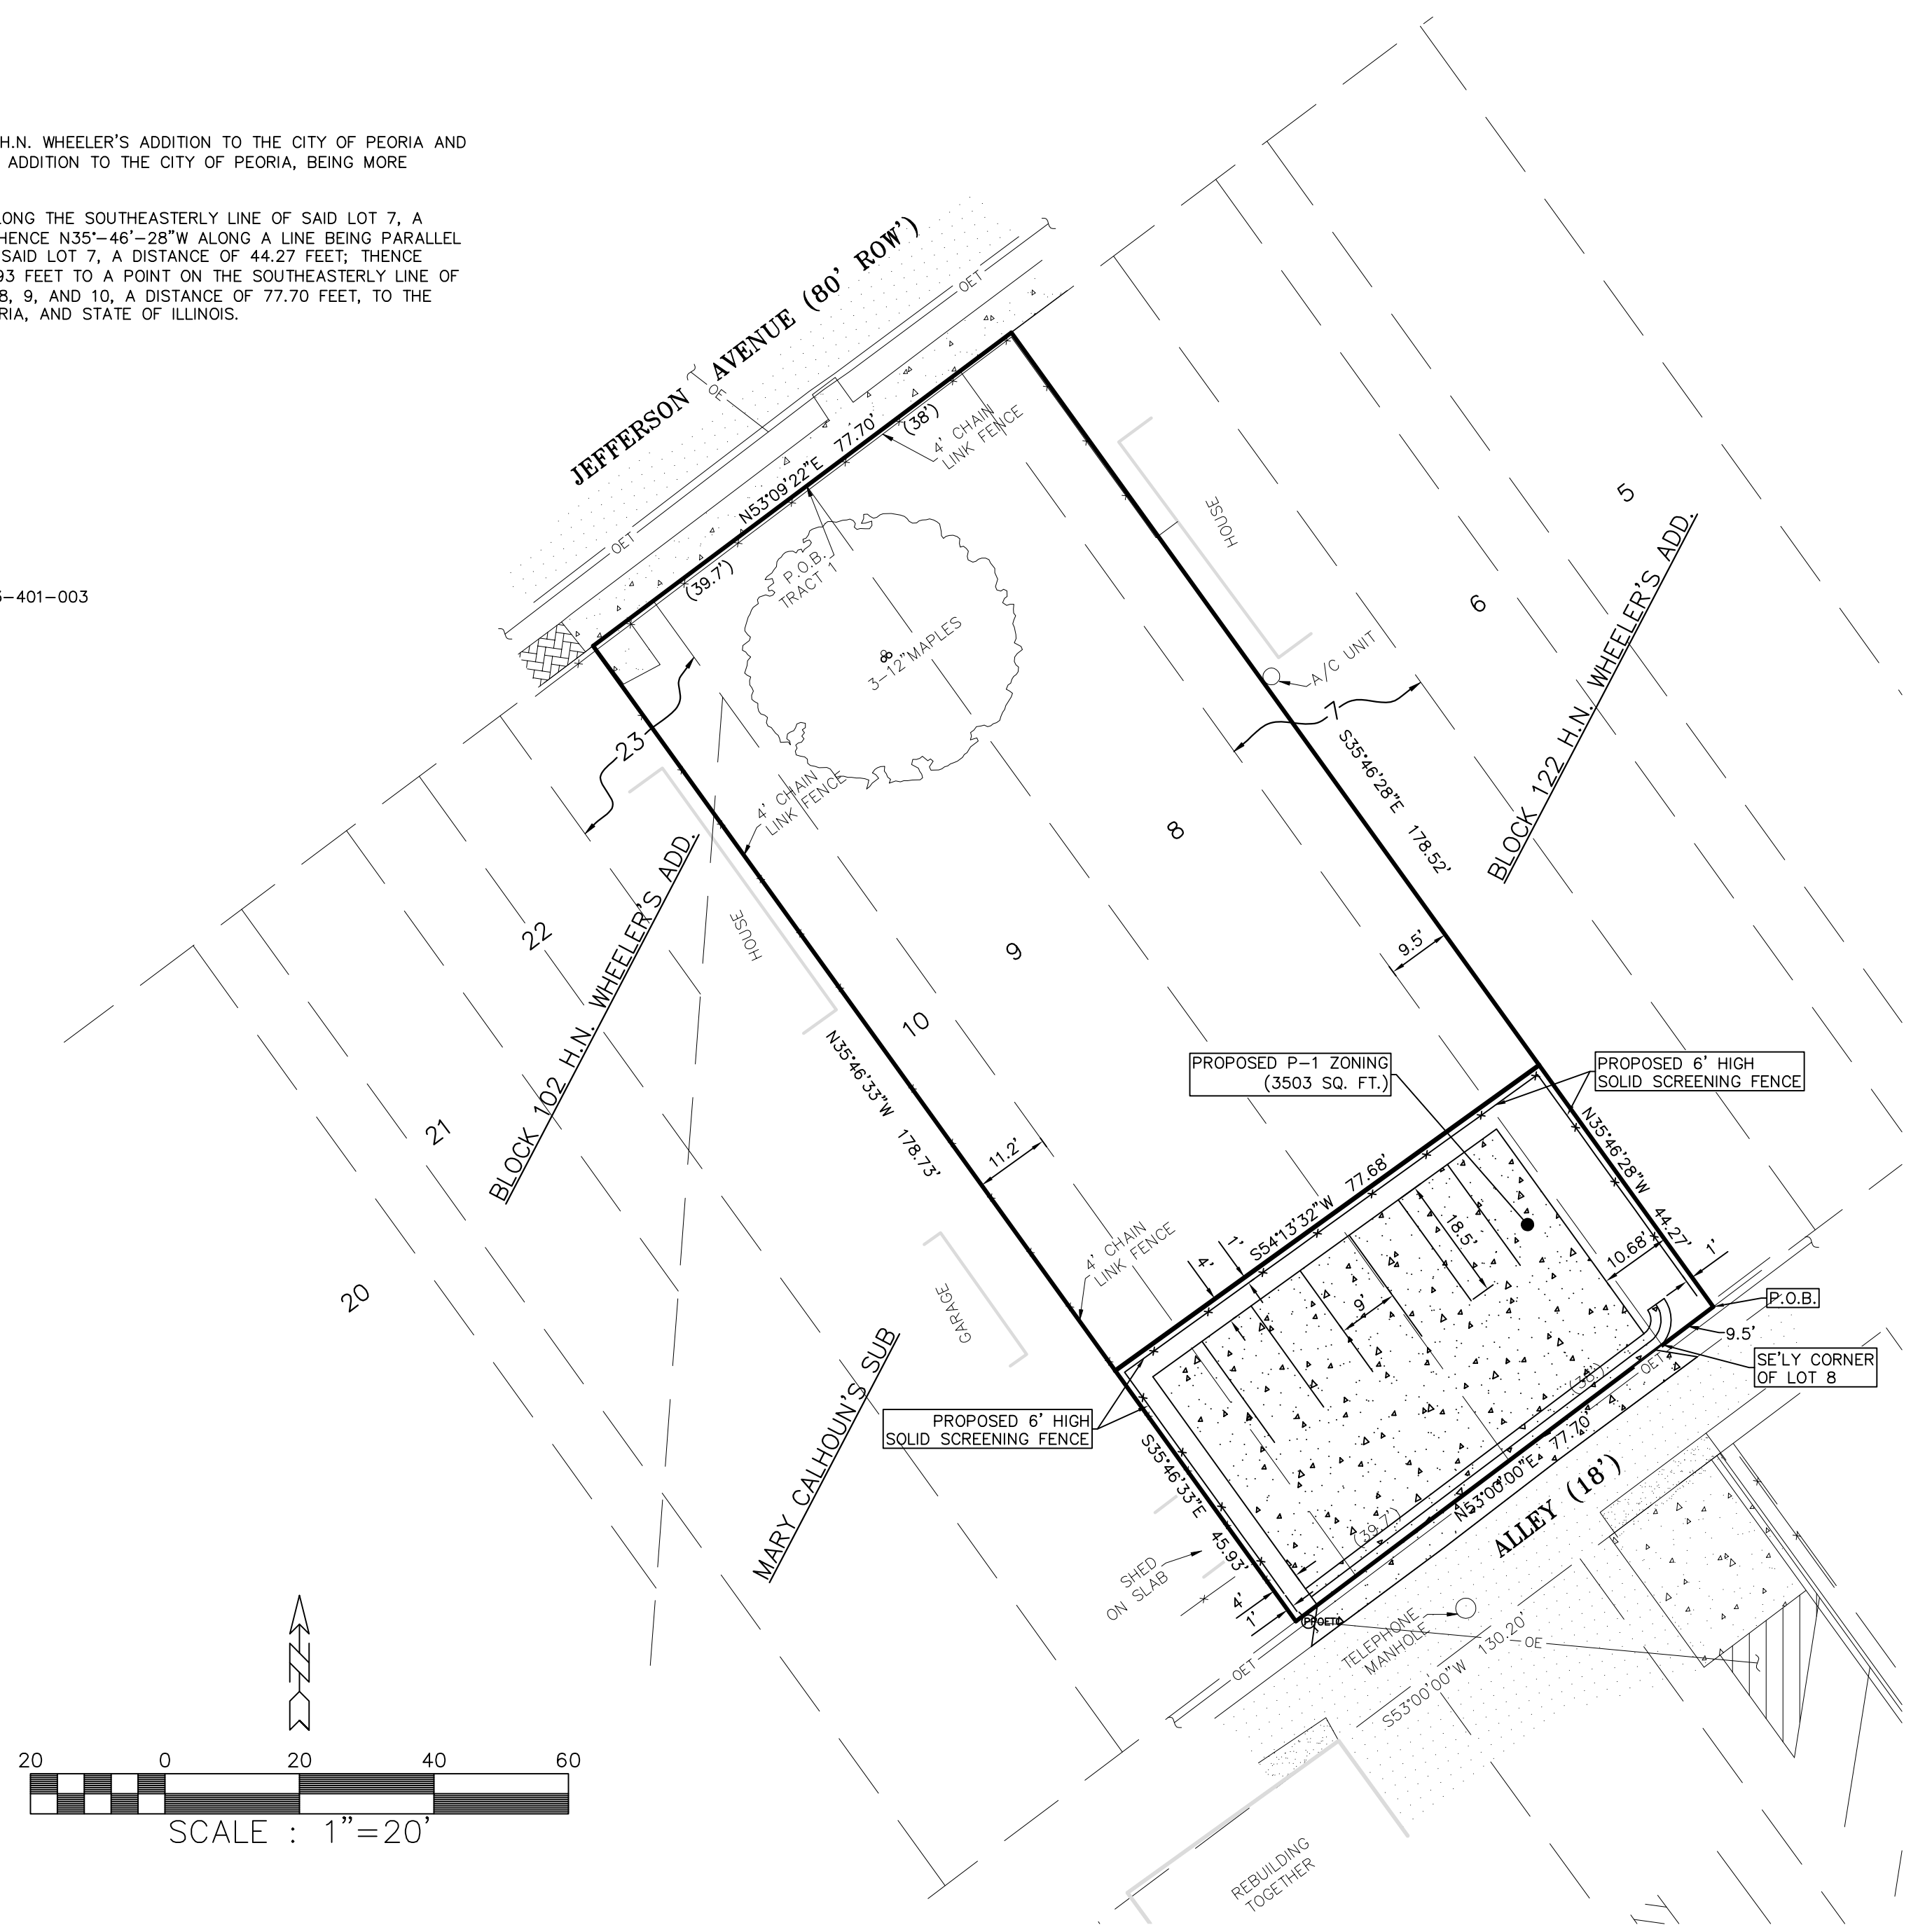 H.N. WHEELER'S ADDITION TO THE CITY OF PEORIA AND
ADDITION TO THE CITY OF PEORIA, BEING MORE
LONG THE SOUTHEASTERLY LINE OF SAID LOT 7, A
HENCE N35°-46'-28"W ALONG A LINE BEING PARALLEL
SAID LOT 7, A DISTANCE OF 44.27 FEET; THENCE
93 FEET TO A POINT ON THE SOUTHEASTERLY LINE OF
8, 9, AND 10, A DISTANCE OF 77.70 FEET, TO THE
RIA, AND STATE OF ILLINOIS.
-401-003
JEFFERSON AVENUE (80' ROW')
OET
OE
OET
N53°09'22"E 77.70'
(38')
(39.7')
4' CHAIN
LINK FENCE
P.O.B.
TRACT 1
3-12"MAPLES
HOUSE
A/C UNIT
5
6
7
8
9
10
23
22
21
20
BLOCK 122 H.N. WHEELER'S ADD.
BLOCK 102 H.N. WHEELER'S ADD.
MARY CALHOUN'S SUB
4' CHAIN
LINK FENCE
HOUSE
S35°46'28"E 178.52'
N35°46'33"W 178.73'
9.5'
11.2'
PROPOSED P-1 ZONING
(3503 SQ. FT.)
PROPOSED 6' HIGH
SOLID SCREENING FENCE
N35°46'28"W 44.27'
S54°13'32"W 77.68'
1'
4'
18.5'
9'
10.68'
1'
4' CHAIN
LINK FENCE
GARAGE
P.O.B.
9.5'
SE'LY CORNER
OF LOT 8
PROPOSED 6' HIGH
SOLID SCREENING FENCE
S35°46'33"E 45.93'
(38')
OET
(39.7')
N53°00'00"E 77.70'
ALLEY (18')
SHED
ON SLAB
4'
1'
OET
TELEPHONE
MANHOLE
OE
S53°00'00"W 130.20'
REBUILDING
TOGETHER
N
20 0 20 40 60
SCALE : 1"=20'